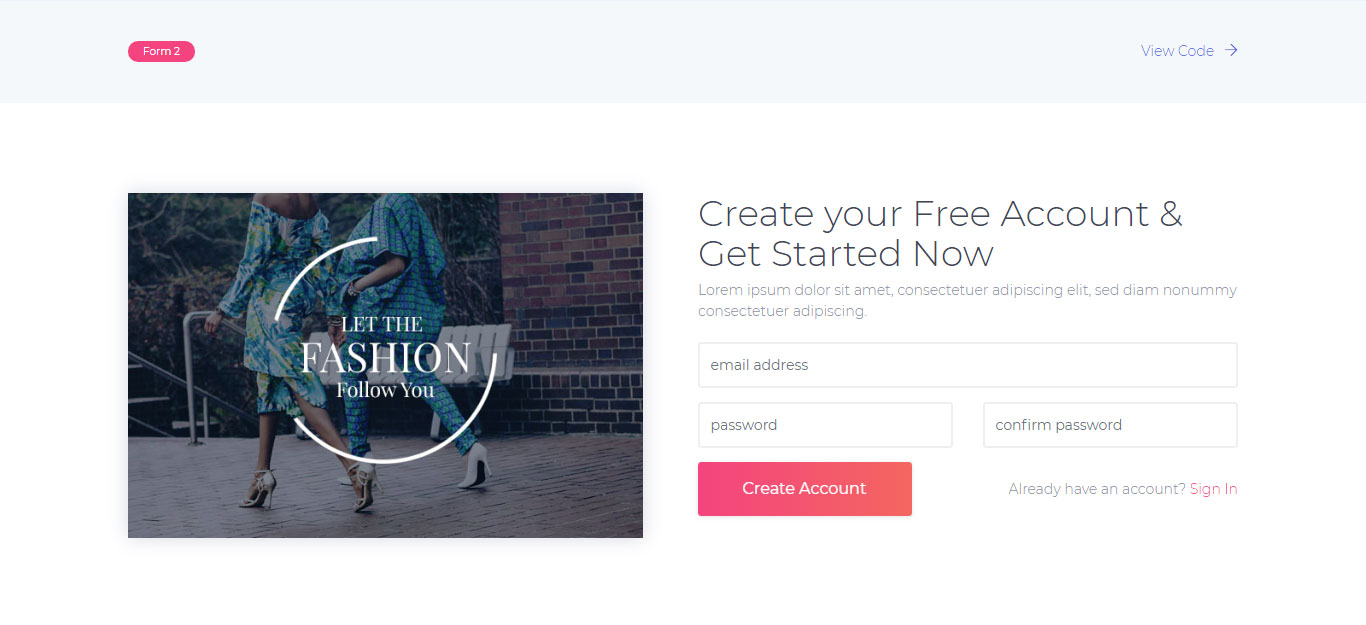 Form 2
View Code
LET THE
FASHION
Follow You
Create your Free Account &
Get Started Now
Lorem ipsum dolor sit amet, consectetuer adipiscing elit, sed diam nonummy
consectetuer adipiscing.
email address
password
confirm password
Create Account
Already have an account? Sign In